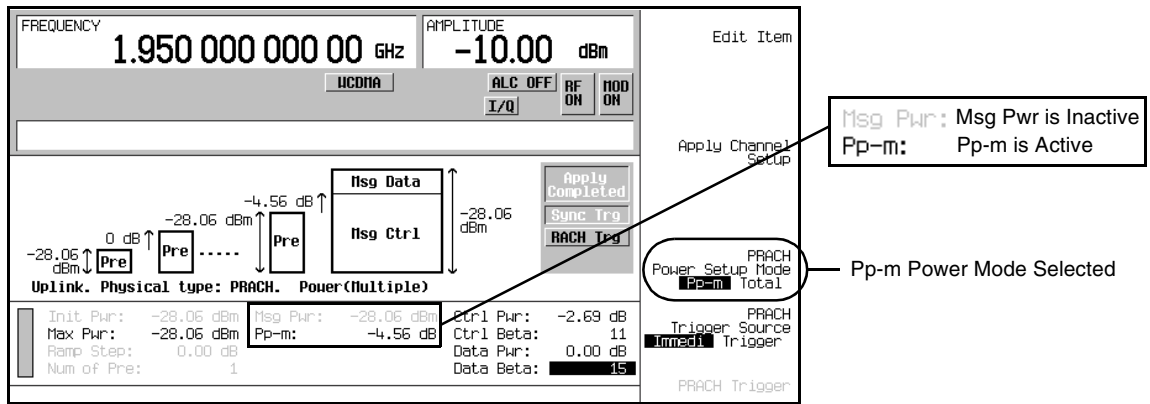 FREQUENCY
1.950 000 000 00 GHz
AMPLITUDE
-10.00 dBm
WCDMA
ALC OFF
I/Q
RF ON
MOD ON
Edit Item
Apply Channel
Setup
Msg Pwr: Msg Pwr is Inactive
Pp-m: Pp-m is Active
-28.06
dBm
Pre
0 dB
Pre
.....
-28.06 dBm
Pre
-4.56 dB
Msg Data
Msg Ctrl
-28.06
dBm
Apply
Completed
Sync Trg
RACH Trg
Uplink. Physical type: PRACH. Power(Multiple)
PRACH
Power Setup Mode
Pp-m Total
Pp-m Power Mode Selected
Init Pwr: -28.06 dBm Msg Pwr: -28.06 dBm Ctrl Pwr: -2.69 dB
Max Pwr: -28.06 dBm Pp-m: -4.56 dB Ctrl Beta: 11
Ramp Step: 0.00 dB Data Pwr: 0.00 dB
Num of Pre: 1 Data Beta: 15
PRACH
Trigger Source
Immedi Trigger
PRACH Trigger